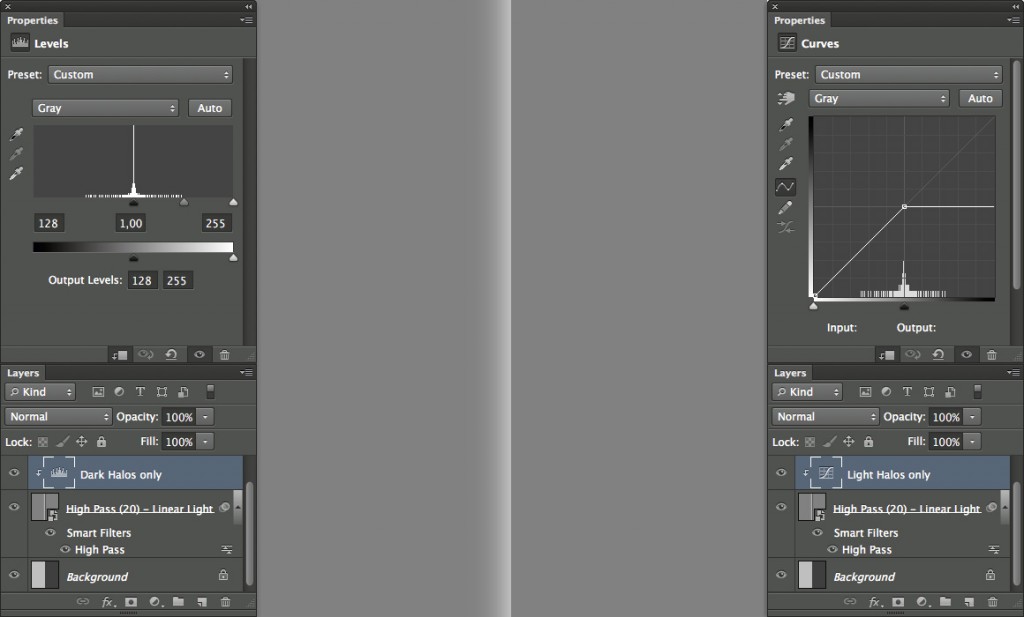 Properties
Levels
Preset: Custom
Gray
Auto
128 1,00 255
Output Levels: 128 255
Layers
Kind
Normal
Opacity: 100%
Lock:
Fill: 100%
Dark Halos only
High Pass (20) - Linear Light
Smart Filters
High Pass
Background
fx
Properties
Curves
Preset: Custom
Gray
Auto
Input: Output:
Layers
Kind
Normal
Opacity: 100%
Lock:
Fill: 100%
Light Halos only
High Pass (20) - Linear Light
Smart Filters
High Pass
Background
fx